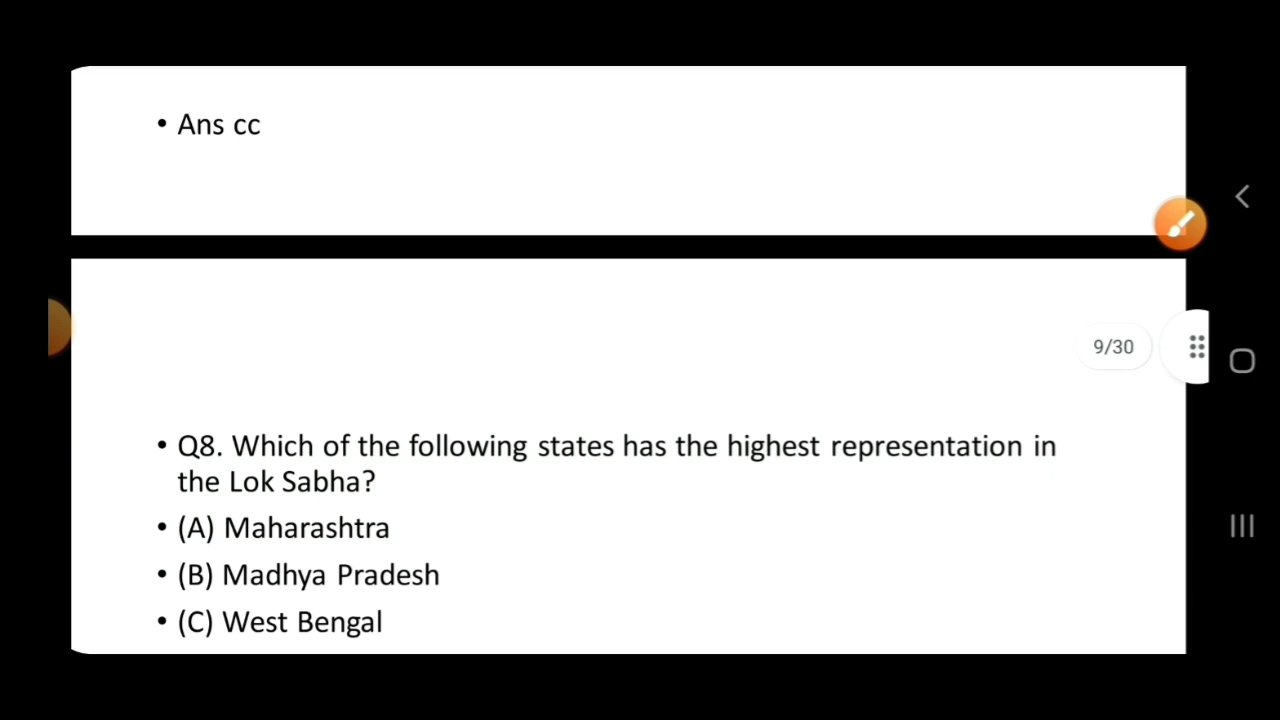 • Ans cc
9/30
• Q8. Which of the following states has the highest representation in
the Lok Sabha?
• (A) Maharashtra
• (B) Madhya Pradesh
• (C) West Bengal